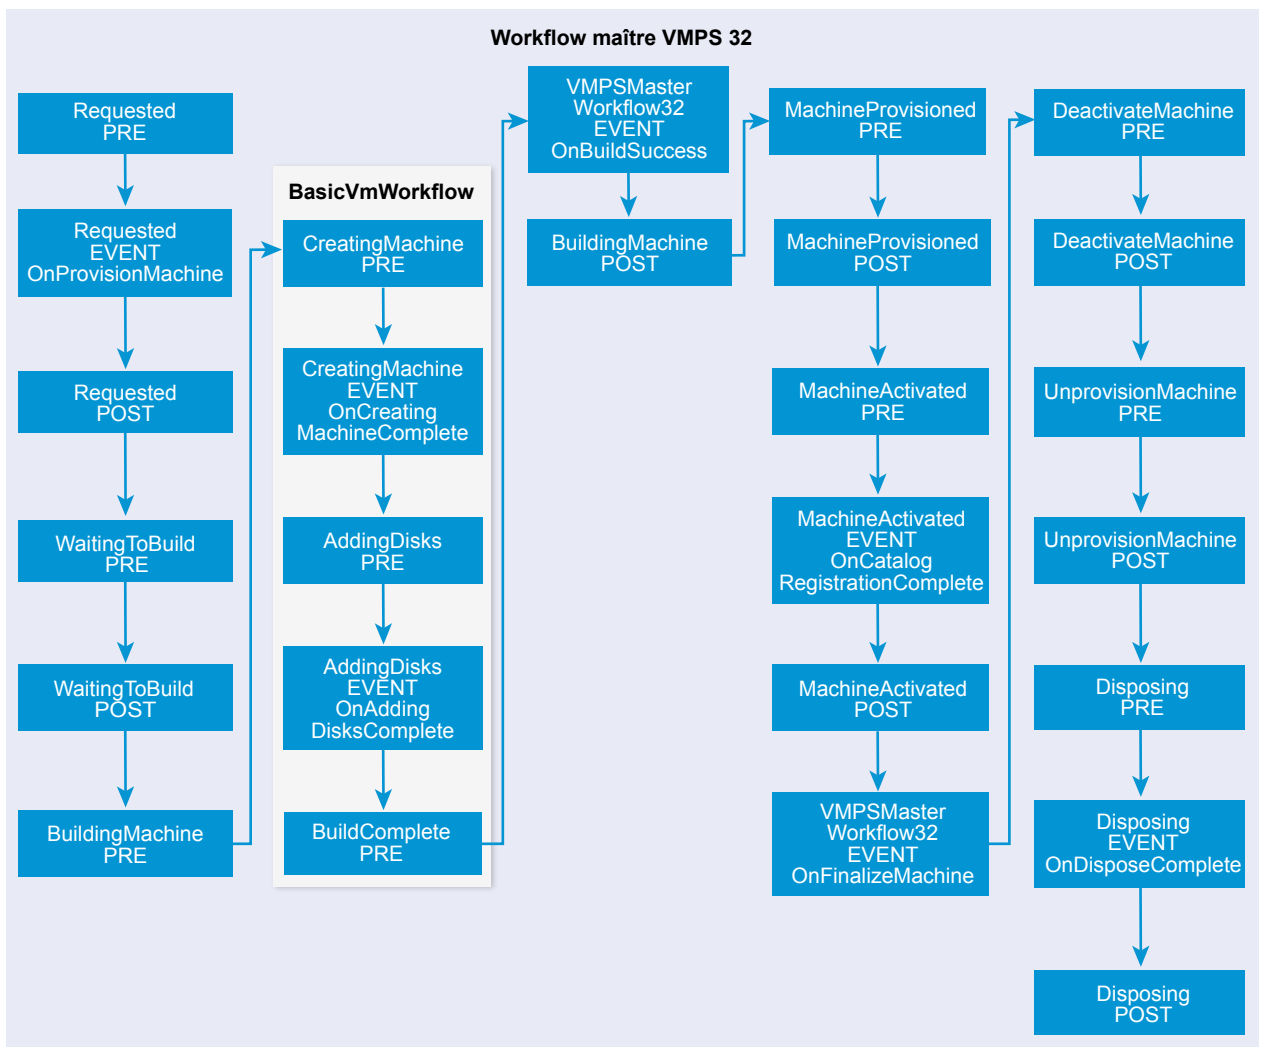 Workflow maître VMPS 32
Requested
PRE
Requested
EVENT
OnProvisionMachine
Requested
POST
WaitingToBuild
PRE
WaitingToBuild
POST
BuildingMachine
PRE
BasicVmWorkflow
CreatingMachine
PRE
CreatingMachine
EVENT
OnCreating
MachineComplete
AddingDisks
PRE
AddingDisks
EVENT
OnAdding
DisksComplete
BuildComplete
PRE
VMPSMaster
Workflow32
EVENT
OnBuildSuccess
BuildingMachine
POST
MachineProvisioned
PRE
MachineProvisioned
POST
MachineActivated
PRE
MachineActivated
EVENT
OnCatalog
RegistrationComplete
MachineActivated
POST
VMPSMaster
Workflow32
EVENT
OnFinalizeMachine
DeactivateMachine
PRE
DeactivateMachine
POST
UnprovisionMachine
PRE
UnprovisionMachine
POST
Disposing
PRE
Disposing
EVENT
OnDisposeComplete
Disposing
POST